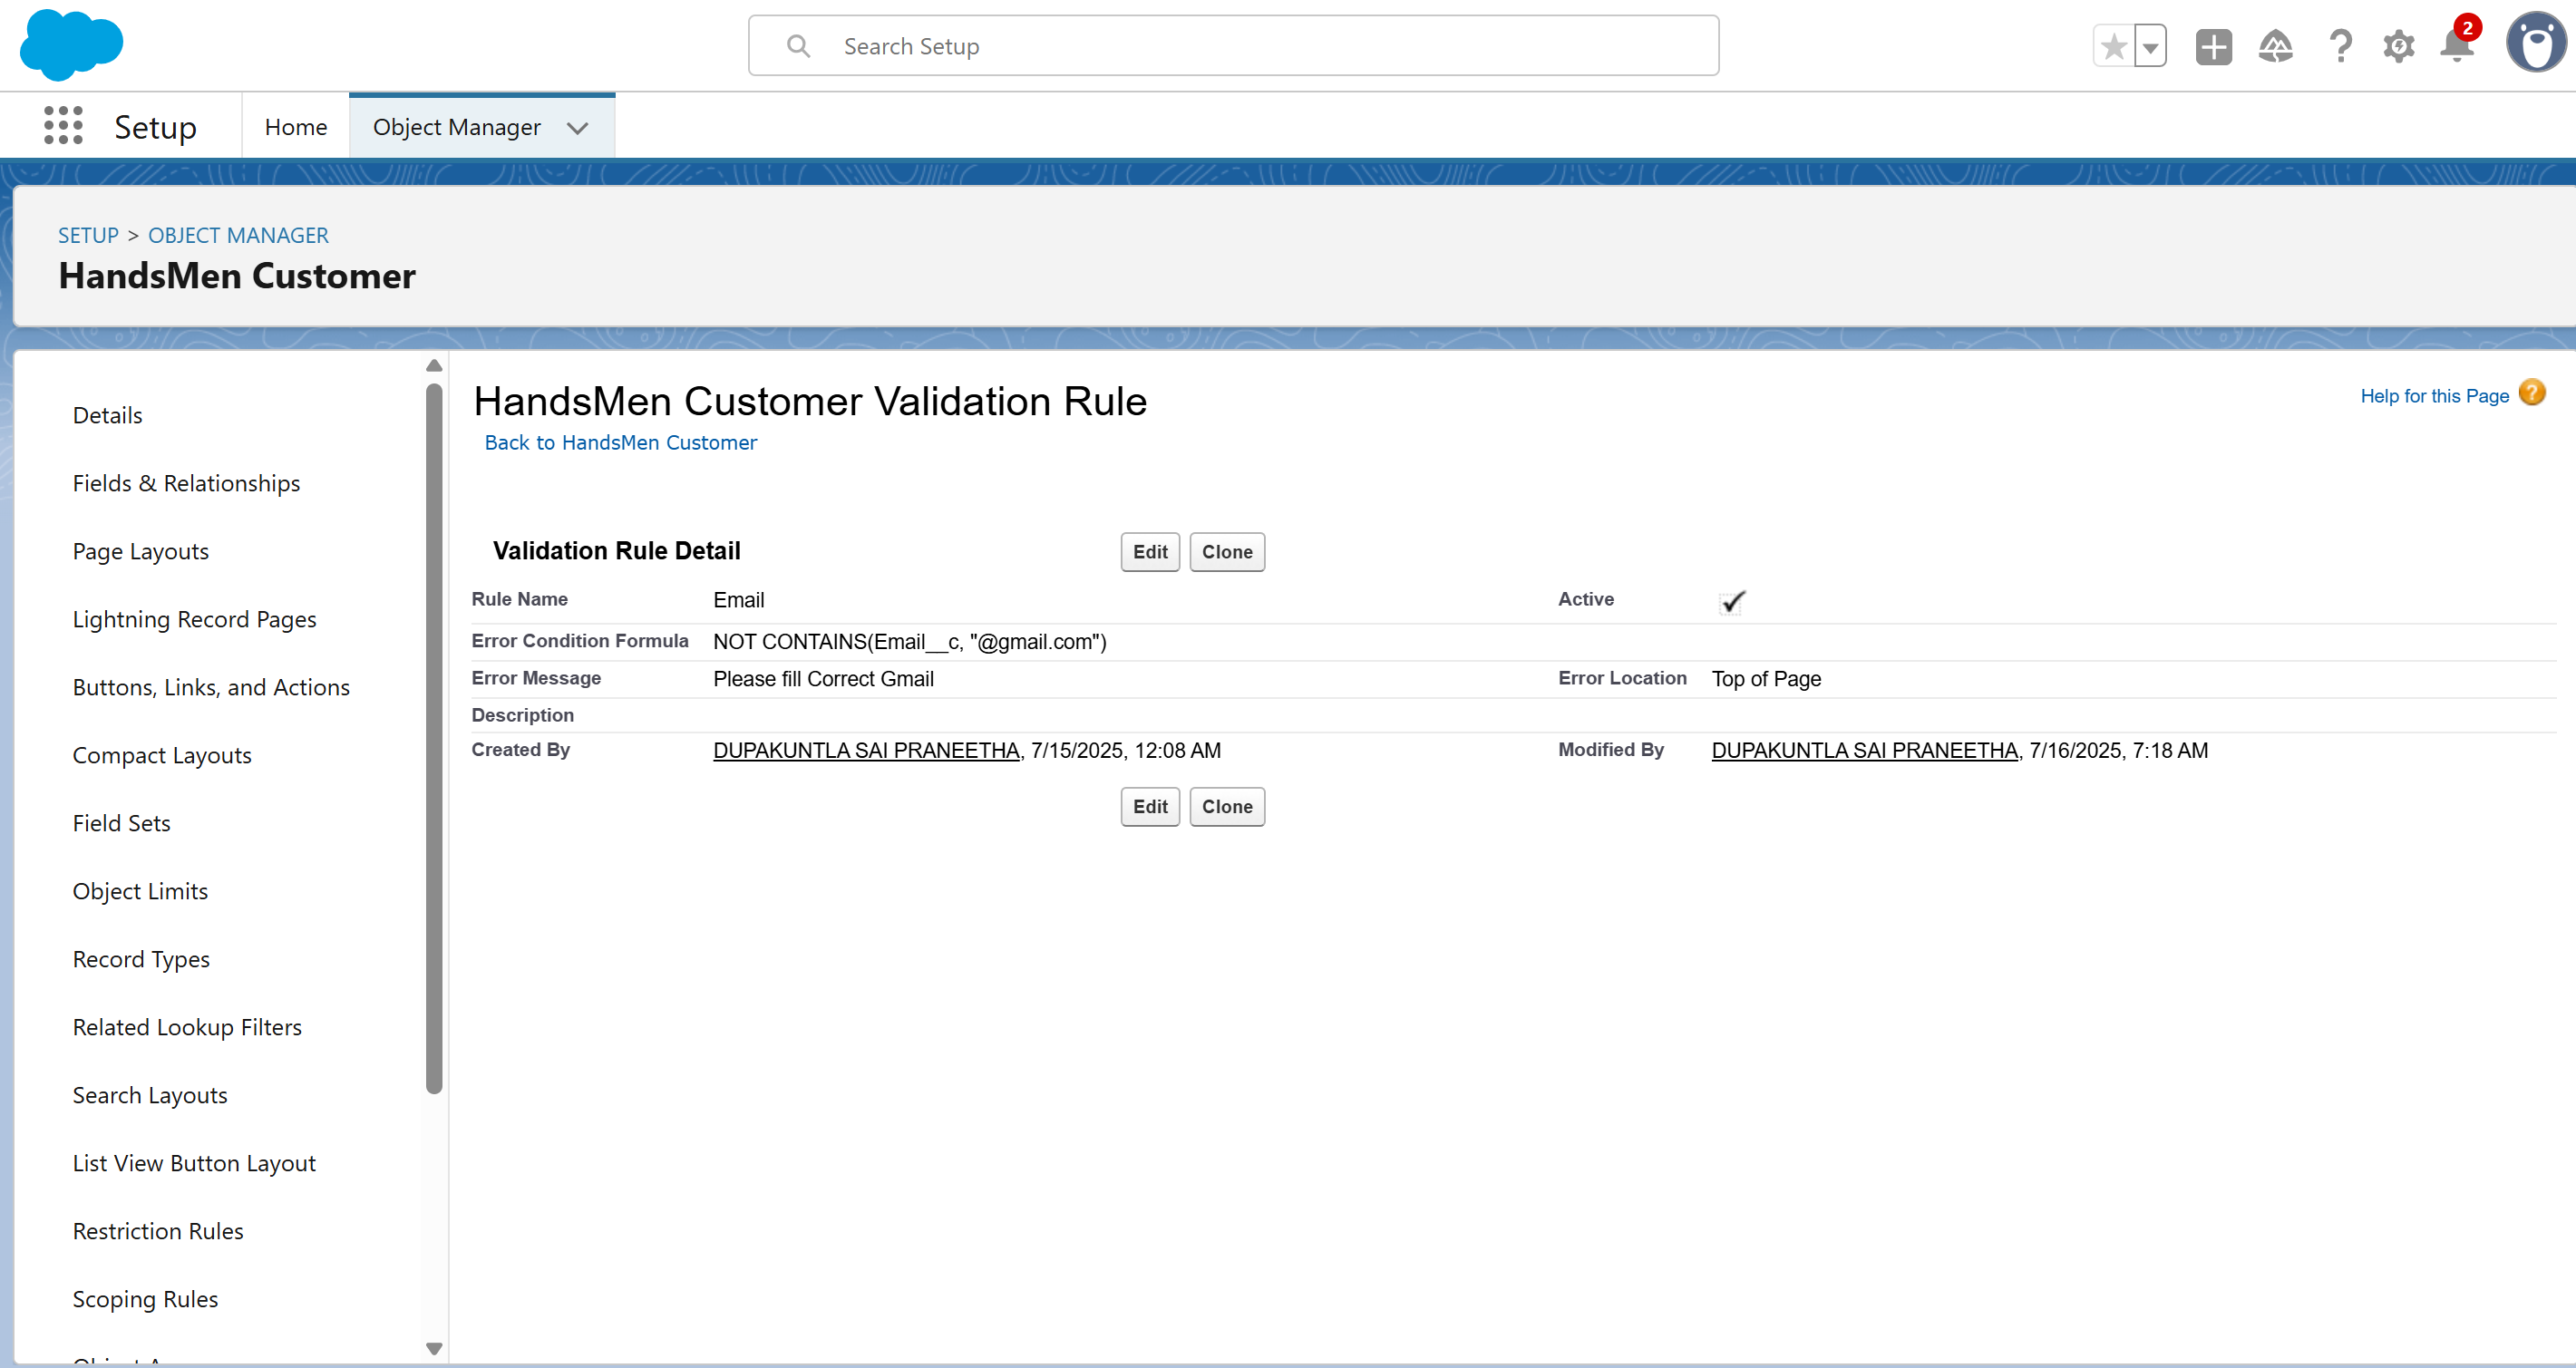 Search Setup
2
Setup
Home
Object Manager
SETUP > OBJECT MANAGER
HandsMen Customer
Details
Fields & Relationships
Page Layouts
Lightning Record Pages
Buttons, Links, and Actions
Compact Layouts
Field Sets
Object Limits
Record Types
Related Lookup Filters
Search Layouts
List View Button Layout
Restriction Rules
Scoping Rules
HandsMen Customer Validation Rule
Help for this Page ?
Back to HandsMen Customer
Validation Rule Detail
Edit Clone
Rule Name Email Active
Error Condition Formula NOT CONTAINS(Email__c, "@gmail.com")
Error Message Please fill Correct Gmail Error Location Top of Page
Description
Created By DUPAKUNTLA SAI PRANEETHA, 7/15/2025, 12:08 AM Modified By DUPAKUNTLA SAI PRANEETHA, 7/16/2025, 7:18 AM
Edit Clone